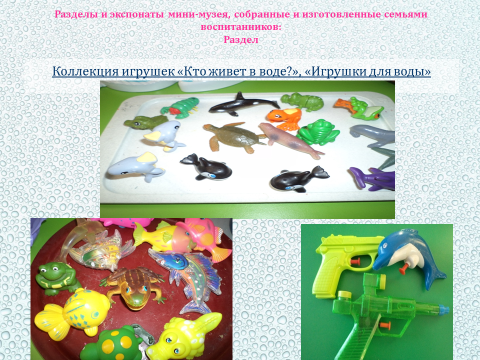 Разделы и экспонаты мини-музея, собранные и изготовленные семьями
воспитанников:
Раздел
Коллекция игрушек «Кто живет в воде?», «Игрушки для воды»